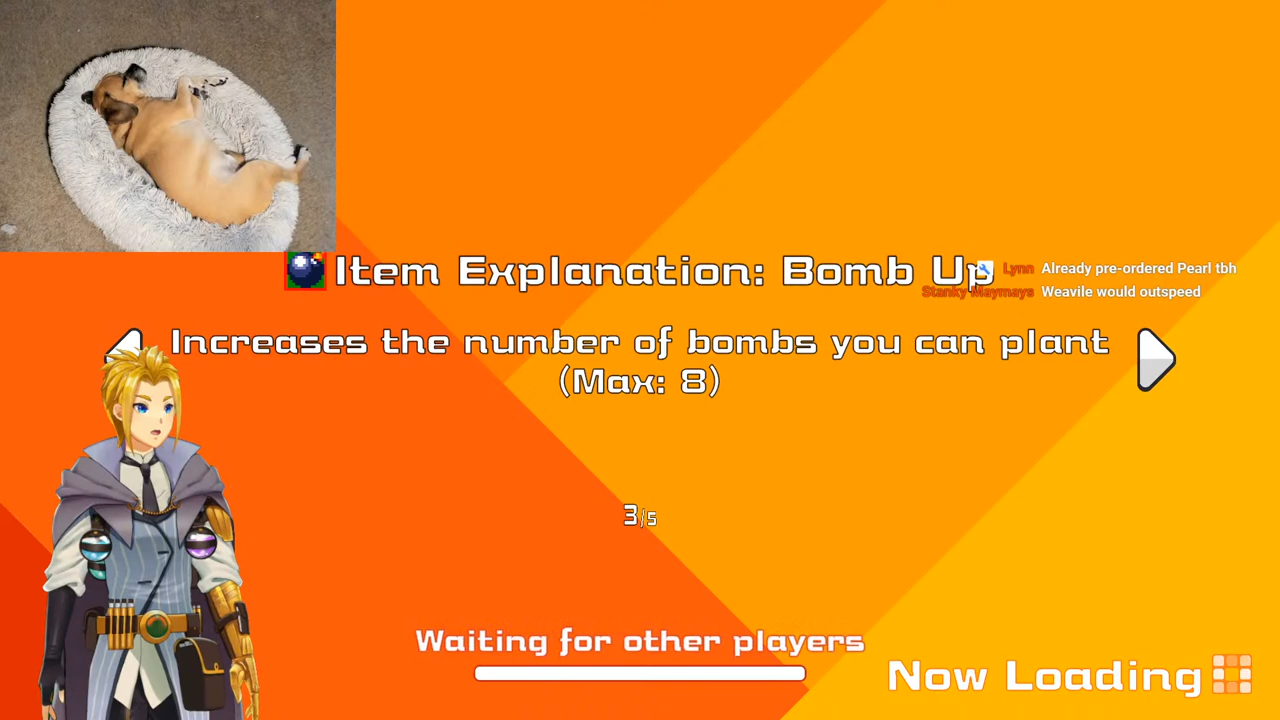 Item Explanation: Bomb Up
Lynn Already pre-ordered Pearl tbh
Stanky Maymays Weavile would outspeed
Increases the number of bombs you can plant
(Max: 8)
3/5
Waiting for other players
Now Loading